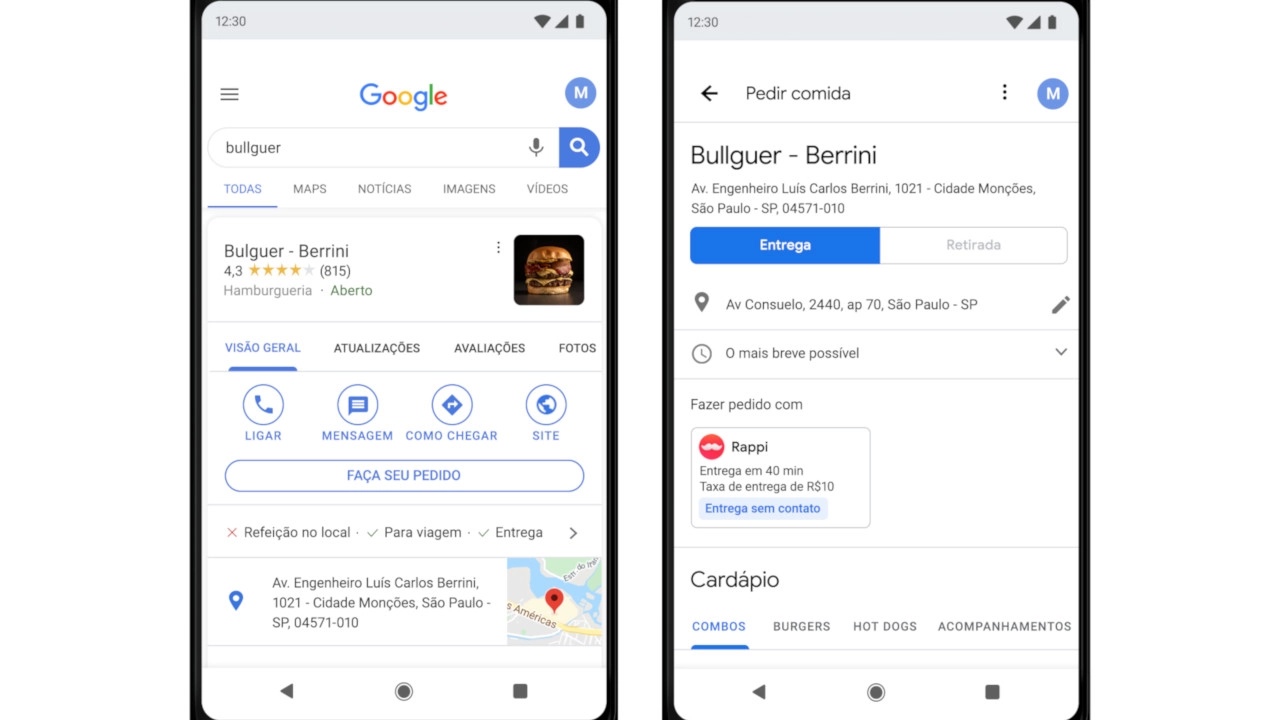 12:30
Google
M
bullguer
TODAS MAPS NOTÍCIAS IMAGENS VÍDEOS
Bulguer - Berrini
4,3 (815)
Hamburgueria · Aberto
VISÃO GERAL ATUALIZAÇÕES AVALIAÇÕES FOTOS
LIGAR MENSAGEM COMO CHEGAR SITE
FAÇA SEU PEDIDO
Refeição no local · Para viagem · Entrega
Av. Engenheiro Luís Carlos Berrini,
1021 - Cidade Monções, São Paulo -
SP, 04571-010
s Américas
12:30
Pedir comida
M
Bullguer - Berrini
Av. Engenheiro Luís Carlos Berrini, 1021 - Cidade Monções,
São Paulo - SP, 04571-010
Entrega Retirada
Av Consuelo, 2440, ap 70, São Paulo - SP
O mais breve possível
Fazer pedido com
Rappi
Entrega em 40 min
Taxa de entrega de R$10
Entrega sem contato
Cardápio
COMBOS BURGERS HOT DOGS ACOMPANHAMENTOS